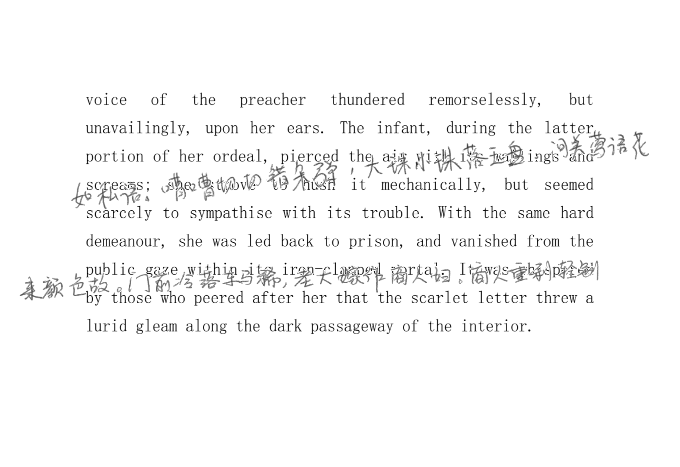 voice of the preacher thundered remorselessly, but
unavailingly, upon her ears. The infant, during the latter
portion of her ordeal, pierced the air with its wailings and
如私语。嘈嘈切切错杂弹,大珠小珠落玉盘 间关莺语花
screams; she strove to hush it mechanically, but seemed
scarcely to sympathise with its trouble. With the same hard
demeanour, she was led back to prison, and vanished from the
public gaze within its iron-clamped portal. It was whispered
来颜色故。门前冷落车马稀,老大嫁作商人妇。商人重利轻别
by those who peered after her that the scarlet letter threw a
lurid gleam along the dark passageway of the interior.